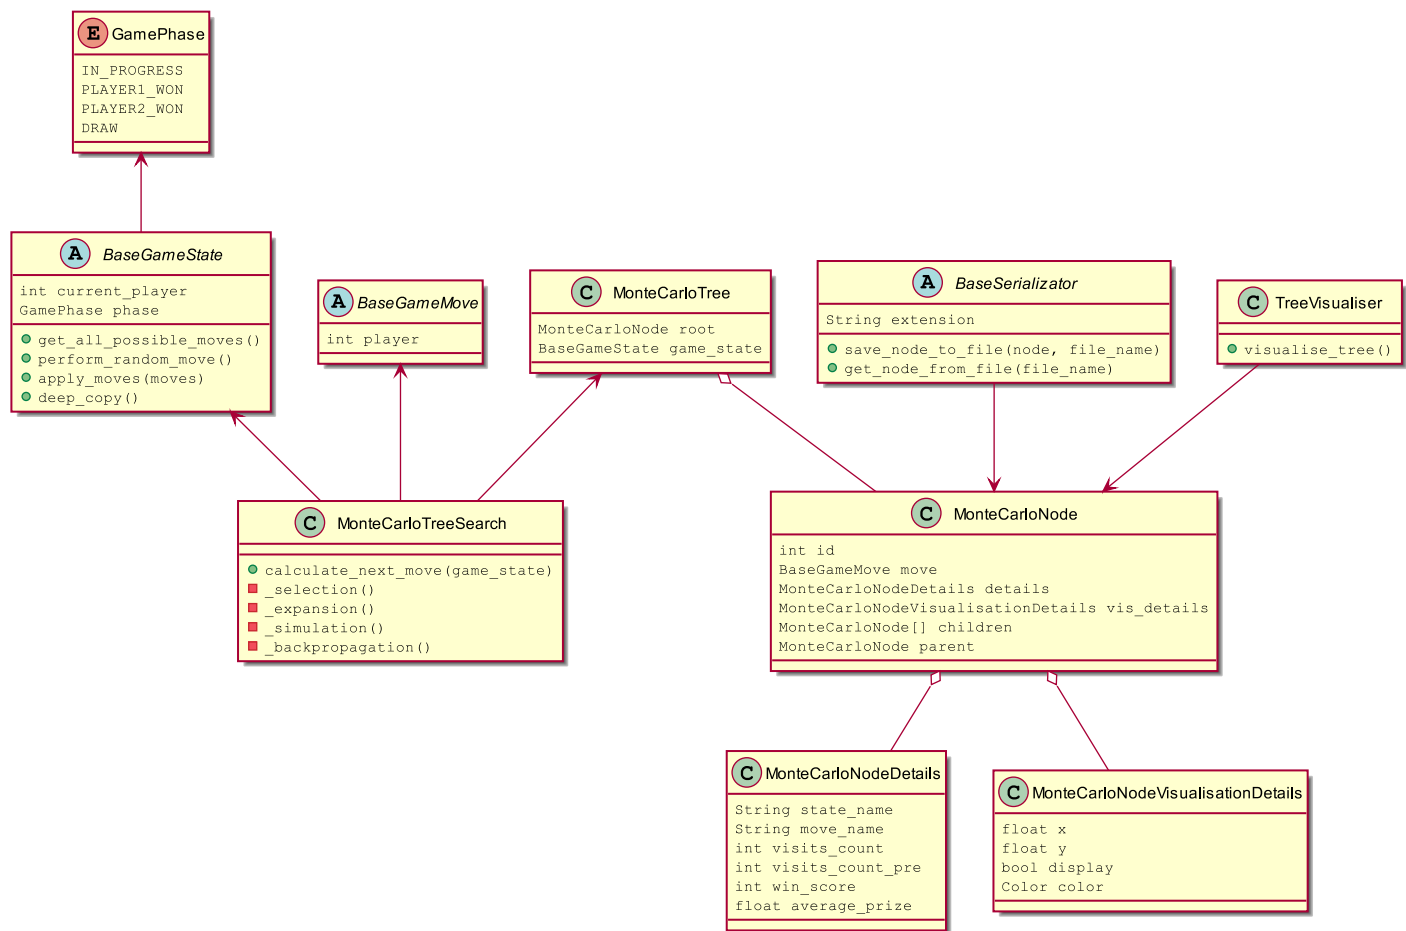 E GamePhase
IN_PROGRESS
PLAYER1_WON
PLAYER2_WON
DRAW
A BaseGameState
int current_player
GamePhase phase
get_all_possible_moves()
perform_random_move()
apply_moves(moves)
deep_copy()
A BaseGameMove
int player
C MonteCarloTree
MonteCarloNode root
BaseGameState game_state
A BaseSerializator
String extension
save_node_to_file(node, file_name)
get_node_from_file(file_name)
C TreeVisualiser
visualise_tree()
C MonteCarloTreeSearch
calculate_next_move(game_state)
_selection()
_expansion()
_simulation()
_backpropagation()
C MonteCarloNode
int id
BaseGameMove move
MonteCarloNodeDetails details
MonteCarloNodeVisualisationDetails vis_details
MonteCarloNode[] children
MonteCarloNode parent
C MonteCarloNodeDetails
String state_name
String move_name
int visits_count
int visits_count_pre
int win_score
float average_prize
C MonteCarloNodeVisualisationDetails
float x
float y
bool display
Color color